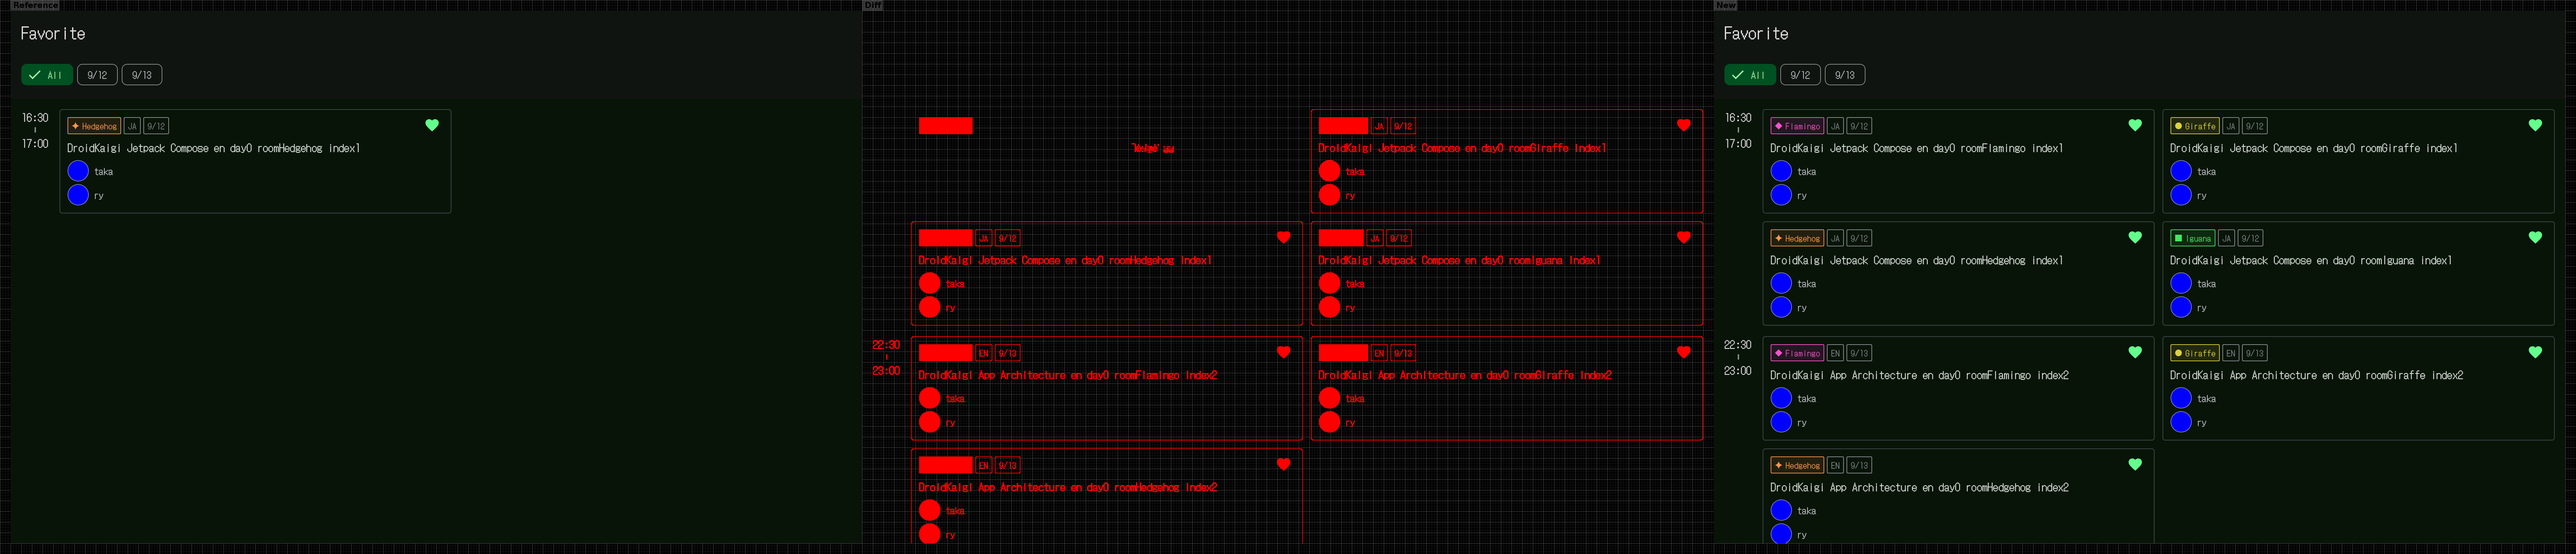 Reference
Favorite
All 9/12 9/13
16:30
17:00
Hedgehog JA 9/12
DroidKaigi Jetpack Compose en day0 roomHedgehog index1
taka
ry
Diff
JA 9/12
DroidKaigi Jetpack Compose en day0 roomGiraffe index1
taka
ry
JA 9/12
DroidKaigi Jetpack Compose en day0 roomHedgehog index1
taka
ry
JA 9/12
DroidKaigi Jetpack Compose en day0 roomIguana index1
taka
ry
22:30
23:00
EN 9/13
DroidKaigi App Architecture en day0 roomFlamingo index2
taka
ry
EN 9/13
DroidKaigi App Architecture en day0 roomGiraffe index2
taka
ry
EN 9/13
DroidKaigi App Architecture en day0 roomHedgehog index2
taka
ry
New
Favorite
All 9/12 9/13
16:30
17:00
Flamingo JA 9/12
DroidKaigi Jetpack Compose en day0 roomFlamingo index1
taka
ry
Giraffe JA 9/12
DroidKaigi Jetpack Compose en day0 roomGiraffe index1
taka
ry
Hedgehog JA 9/12
DroidKaigi Jetpack Compose en day0 roomHedgehog index1
taka
ry
Iguana JA 9/12
DroidKaigi Jetpack Compose en day0 roomIguana index1
taka
ry
22:30
23:00
Flamingo EN 9/13
DroidKaigi App Architecture en day0 roomFlamingo index2
taka
ry
Giraffe EN 9/13
DroidKaigi App Architecture en day0 roomGiraffe index2
taka
ry
Hedgehog EN 9/13
DroidKaigi App Architecture en day0 roomHedgehog index2
taka
ry